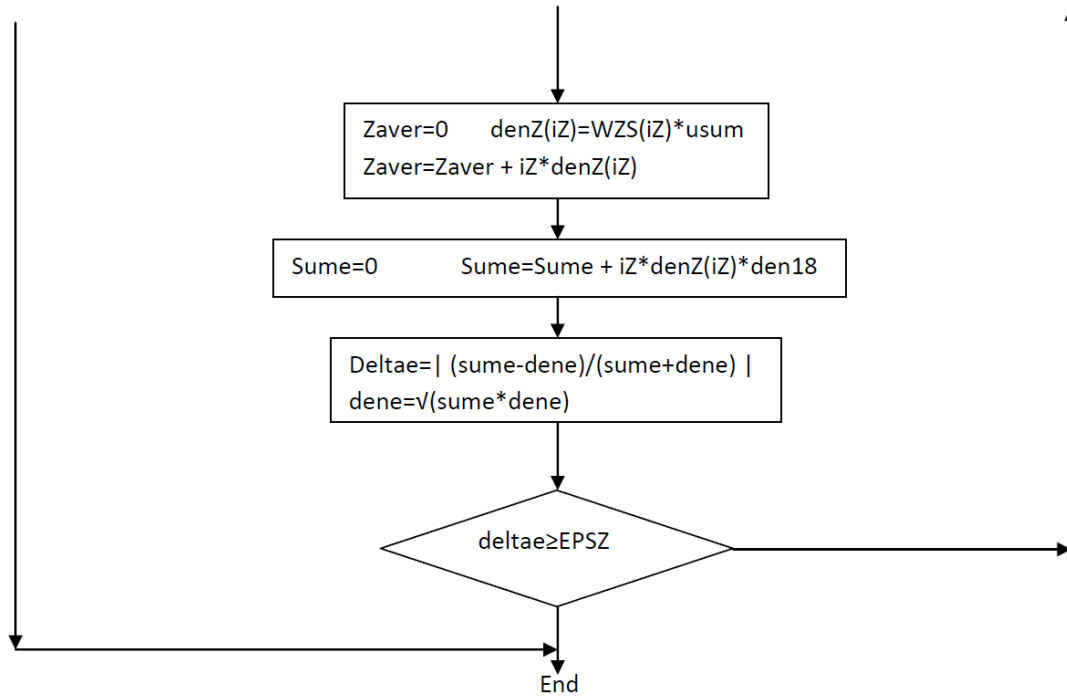 Zaver=0 denZ(iZ)=WZS(iZ)*usum
Zaver=Zaver + iZ*denZ(iZ)
Sume=0 Sume=Sume + iZ*denZ(iZ)*den18
Deltae=| (sume-dene)/(sume+dene) |
dene=√(sume*dene)
deltae≥EPSZ
End